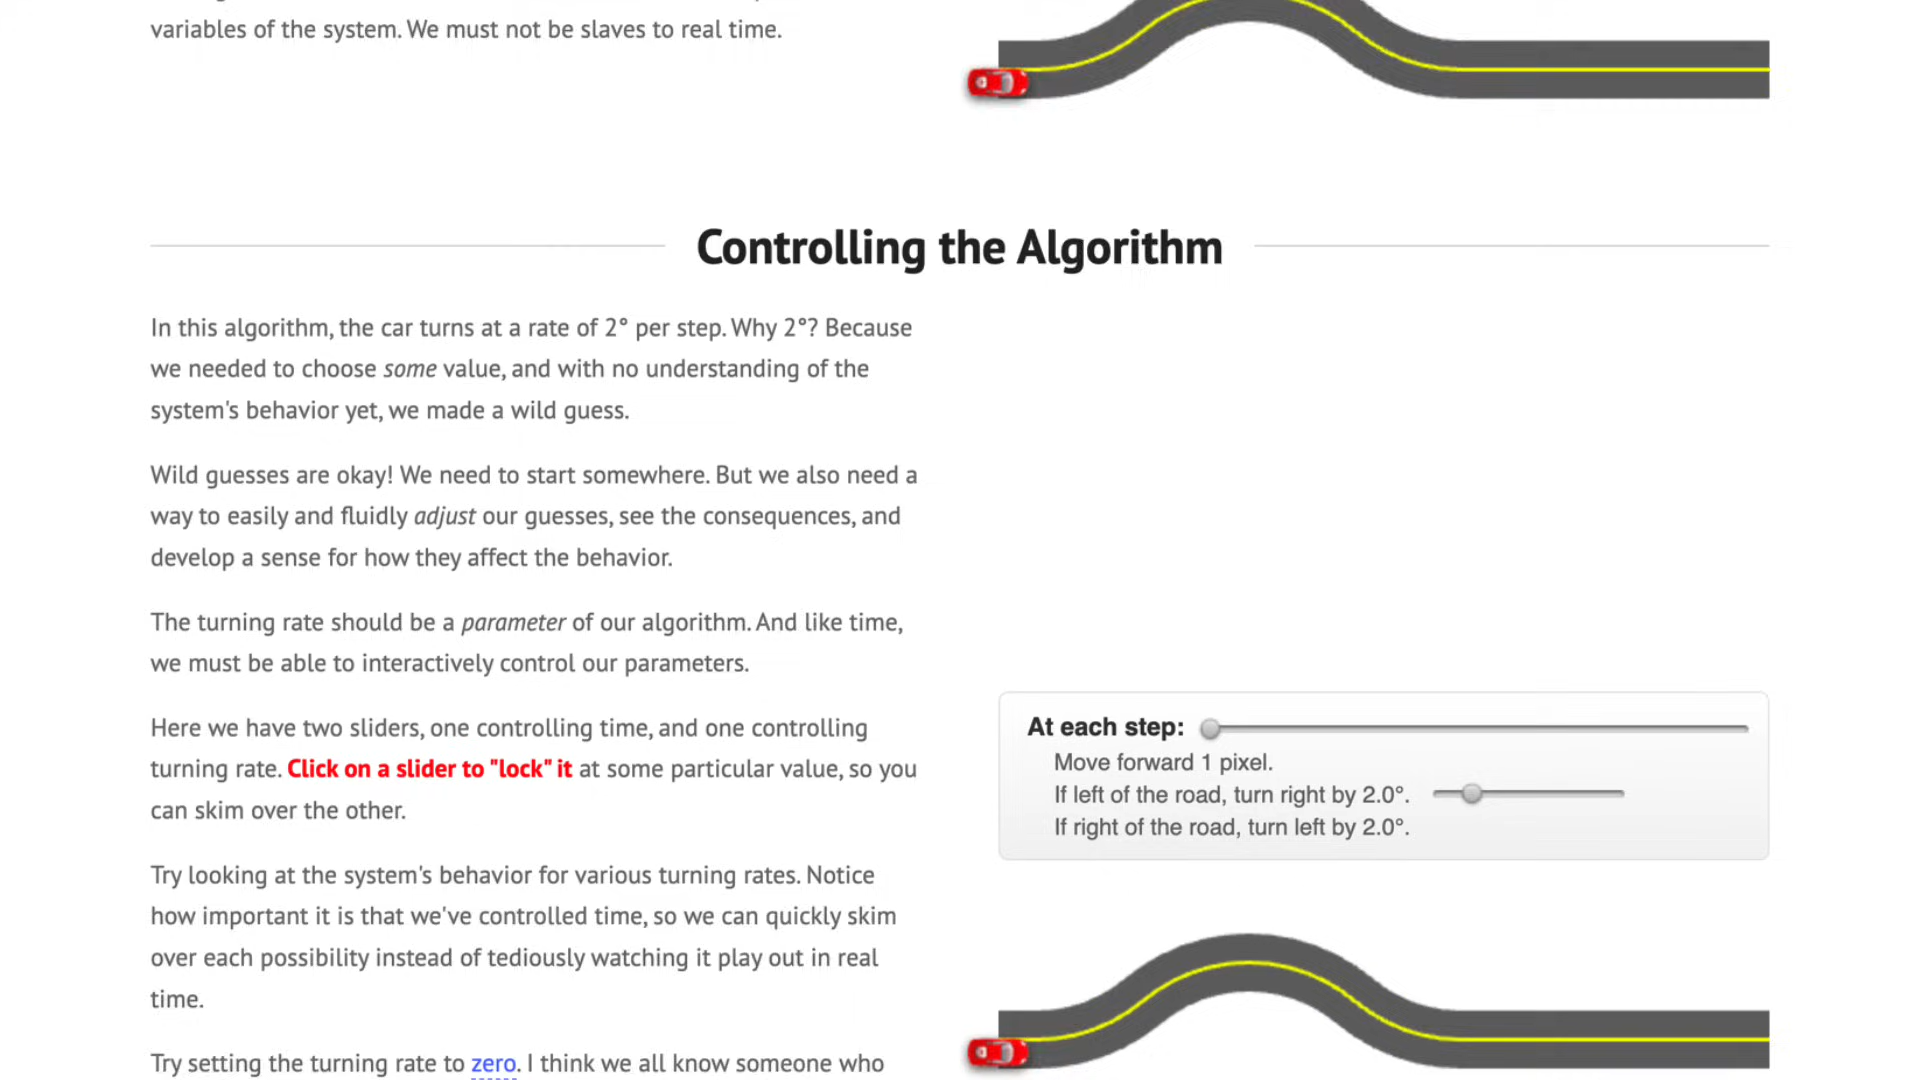 variables of the system. We must not be slaves to real time.
Controlling the Algorithm
In this algorithm, the car turns at a rate of 2° per step. Why 2°? Because
we needed to choose some value, and with no understanding of the
system's behavior yet, we made a wild guess.
Wild guesses are okay! We need to start somewhere. But we also need a
way to easily and fluidly adjust our guesses, see the consequences, and
develop a sense for how they affect the behavior.
The turning rate should be a parameter of our algorithm. And like time,
we must be able to interactively control our parameters.
Here we have two sliders, one controlling time, and one controlling
turning rate. Click on a slider to "lock" it at some particular value, so you
can skim over the other.
Try looking at the system's behavior for various turning rates. Notice
how important it is that we've controlled time, so we can quickly skim
over each possibility instead of tediously watching it play out in real
time.
Try setting the turning rate to zero. I think we all know someone who
At each step:
Move forward 1 pixel.
If left of the road, turn right by 2.0°.
If right of the road, turn left by 2.0°.